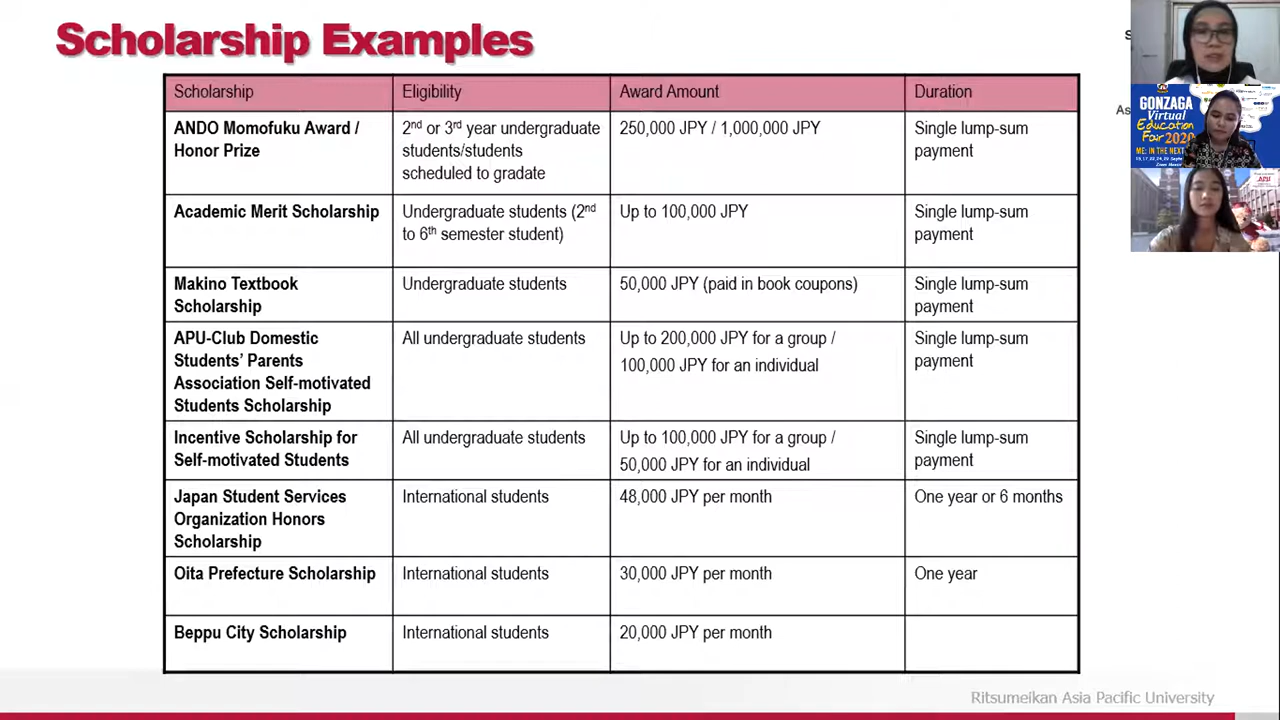 Scholarship Examples
Scholarship
Eligibility
Award Amount
Duration
ANDO Momofuku Award /
Honor Prize
2nd or 3rd year undergraduate
students/students
scheduled to gradate
250,000 JPY / 1,000,000 JPY
Single lump-sum
payment
Academic Merit Scholarship
Undergraduate students (2nd
to 6th semester student)
Up to 100,000 JPY
Single lump-sum
payment
Makino Textbook
Scholarship
Undergraduate students
50,000 JPY (paid in book coupons)
Single lump-sum
payment
APU-Club Domestic
Students’ Parents
Association Self-motivated
Students Scholarship
All undergraduate students
Up to 200,000 JPY for a group /
100,000 JPY for an individual
Single lump-sum
payment
Incentive Scholarship for
Self-motivated Students
All undergraduate students
Up to 100,000 JPY for a group /
50,000 JPY for an individual
Single lump-sum
payment
Japan Student Services
Organization Honors
Scholarship
International students
48,000 JPY per month
One year or 6 months
Oita Prefecture Scholarship
International students
30,000 JPY per month
One year
Beppu City Scholarship
International students
20,000 JPY per month
Ritsumeikan Asia Pacific University
GONZAGA
Virtual
Education
Fair 2020
ME: IN THE NEXT
APU